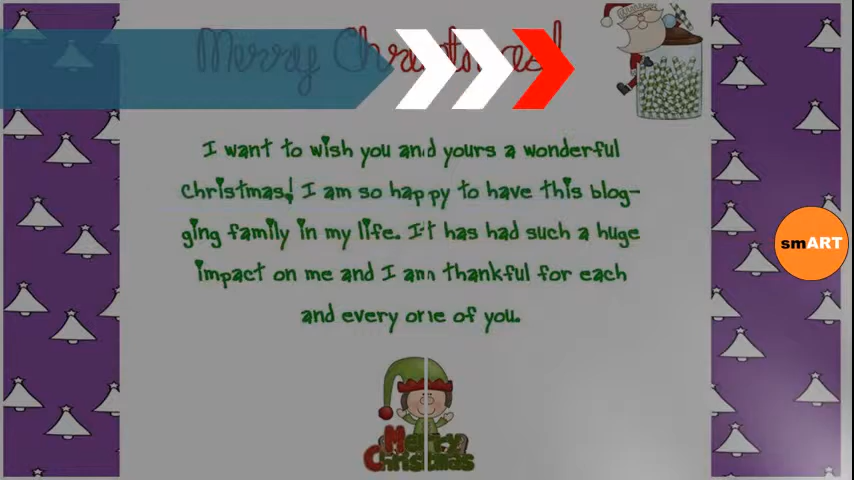 Merry Christmas!
I want to wish you and yours a wonderful
christmas! I am so happy to have this blog-
ging family in my life. It has had such a huge
impact on me and I am thankful for each
and every one of you.
smART
Merry
Christmas